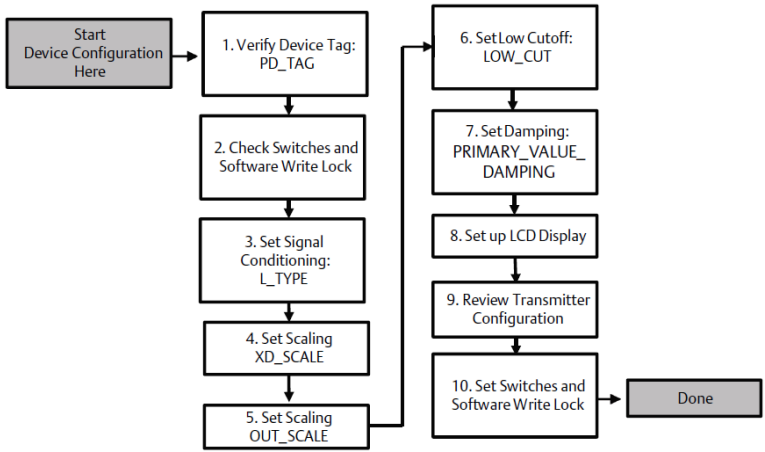 Start
Device Configuration
Here
1. Verify Device Tag:
PD_TAG
2. Check Switches and
Software Write Lock
3. Set Signal
Conditioning:
L_TYPE
4. Set Scaling
XD_SCALE
5. Set Scaling
OUT_SCALE
6. Set Low Cutoff:
LOW_CUT
7. Set Damping:
PRIMARY_VALUE_
DAMPING
8. Set up LCD Display
9. Review Transmitter
Configuration
10. Set Switches and
Software Write Lock
Done